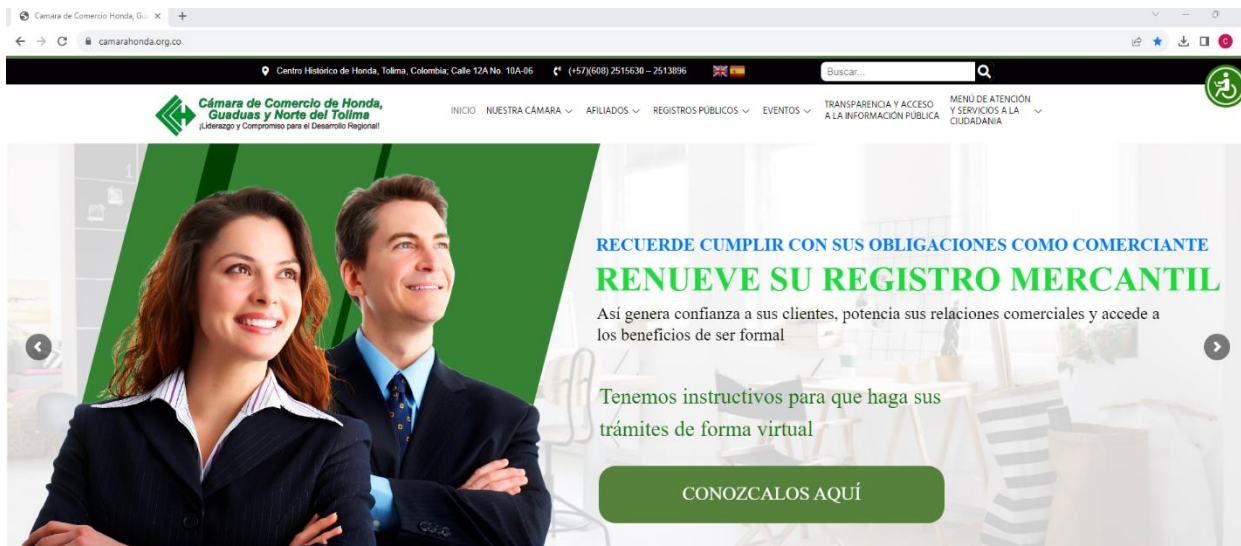 Camara de Comercio Honda, Gu
camarahonda.org.co
C
Centro Histórico de Honda, Tolima, Colombia; Calle 12A No. 10A-06
(+57)(608) 2515630 – 2513896
Buscar...
Cámara de Comercio de Honda,
Guaduas y Norte del Tolima
¡Liderazgo y Compromiso para el Desarrollo Regional!
INICIO NUESTRA CÁMARA AFILIADOS REGISTROS PÚBLICOS EVENTOS
TRANSPARENCIA Y ACCESO
A LA INFORMACIÓN PÚBLICA
MENÚ DE ATENCIÓN
Y SERVICIOS A LA
CIUDADANIA
RECUERDE CUMPLIR CON SUS OBLIGACIONES COMO COMERCIANTE
RENUEVE SU REGISTRO MERCANTIL
Así genera confianza a sus clientes, potencia sus relaciones comerciales y accede a
los beneficios de ser formal
Tenemos instructivos para que haga sus
trámites de forma virtual
CONOZCALOS AQUÍ